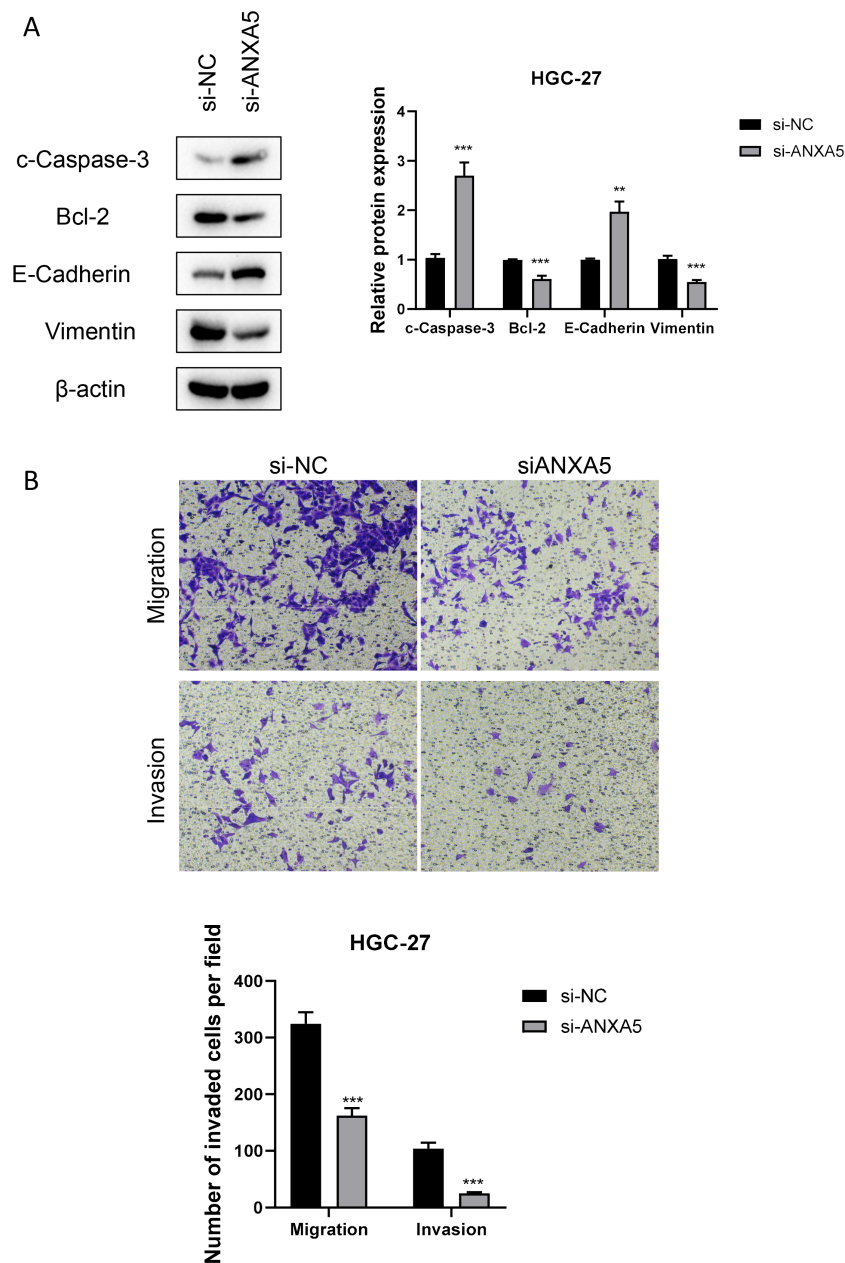 A
si-NC
si-ANXA5
c-Caspase-3
Bcl-2
E-Cadherin
Vimentin
β-actin
HGC-27
Relative protein expression
4
3
2
1
0
***
***
**
***
c-Caspase-3 Bcl-2 E-Cadherin Vimentin
si-NC
si-ANXA5
B
si-NC siANXA5
Migration
Invasion
HGC-27
Number of invaded cells per field
400
300
200
100
0
***
***
Migration Invasion
si-NC
si-ANXA5